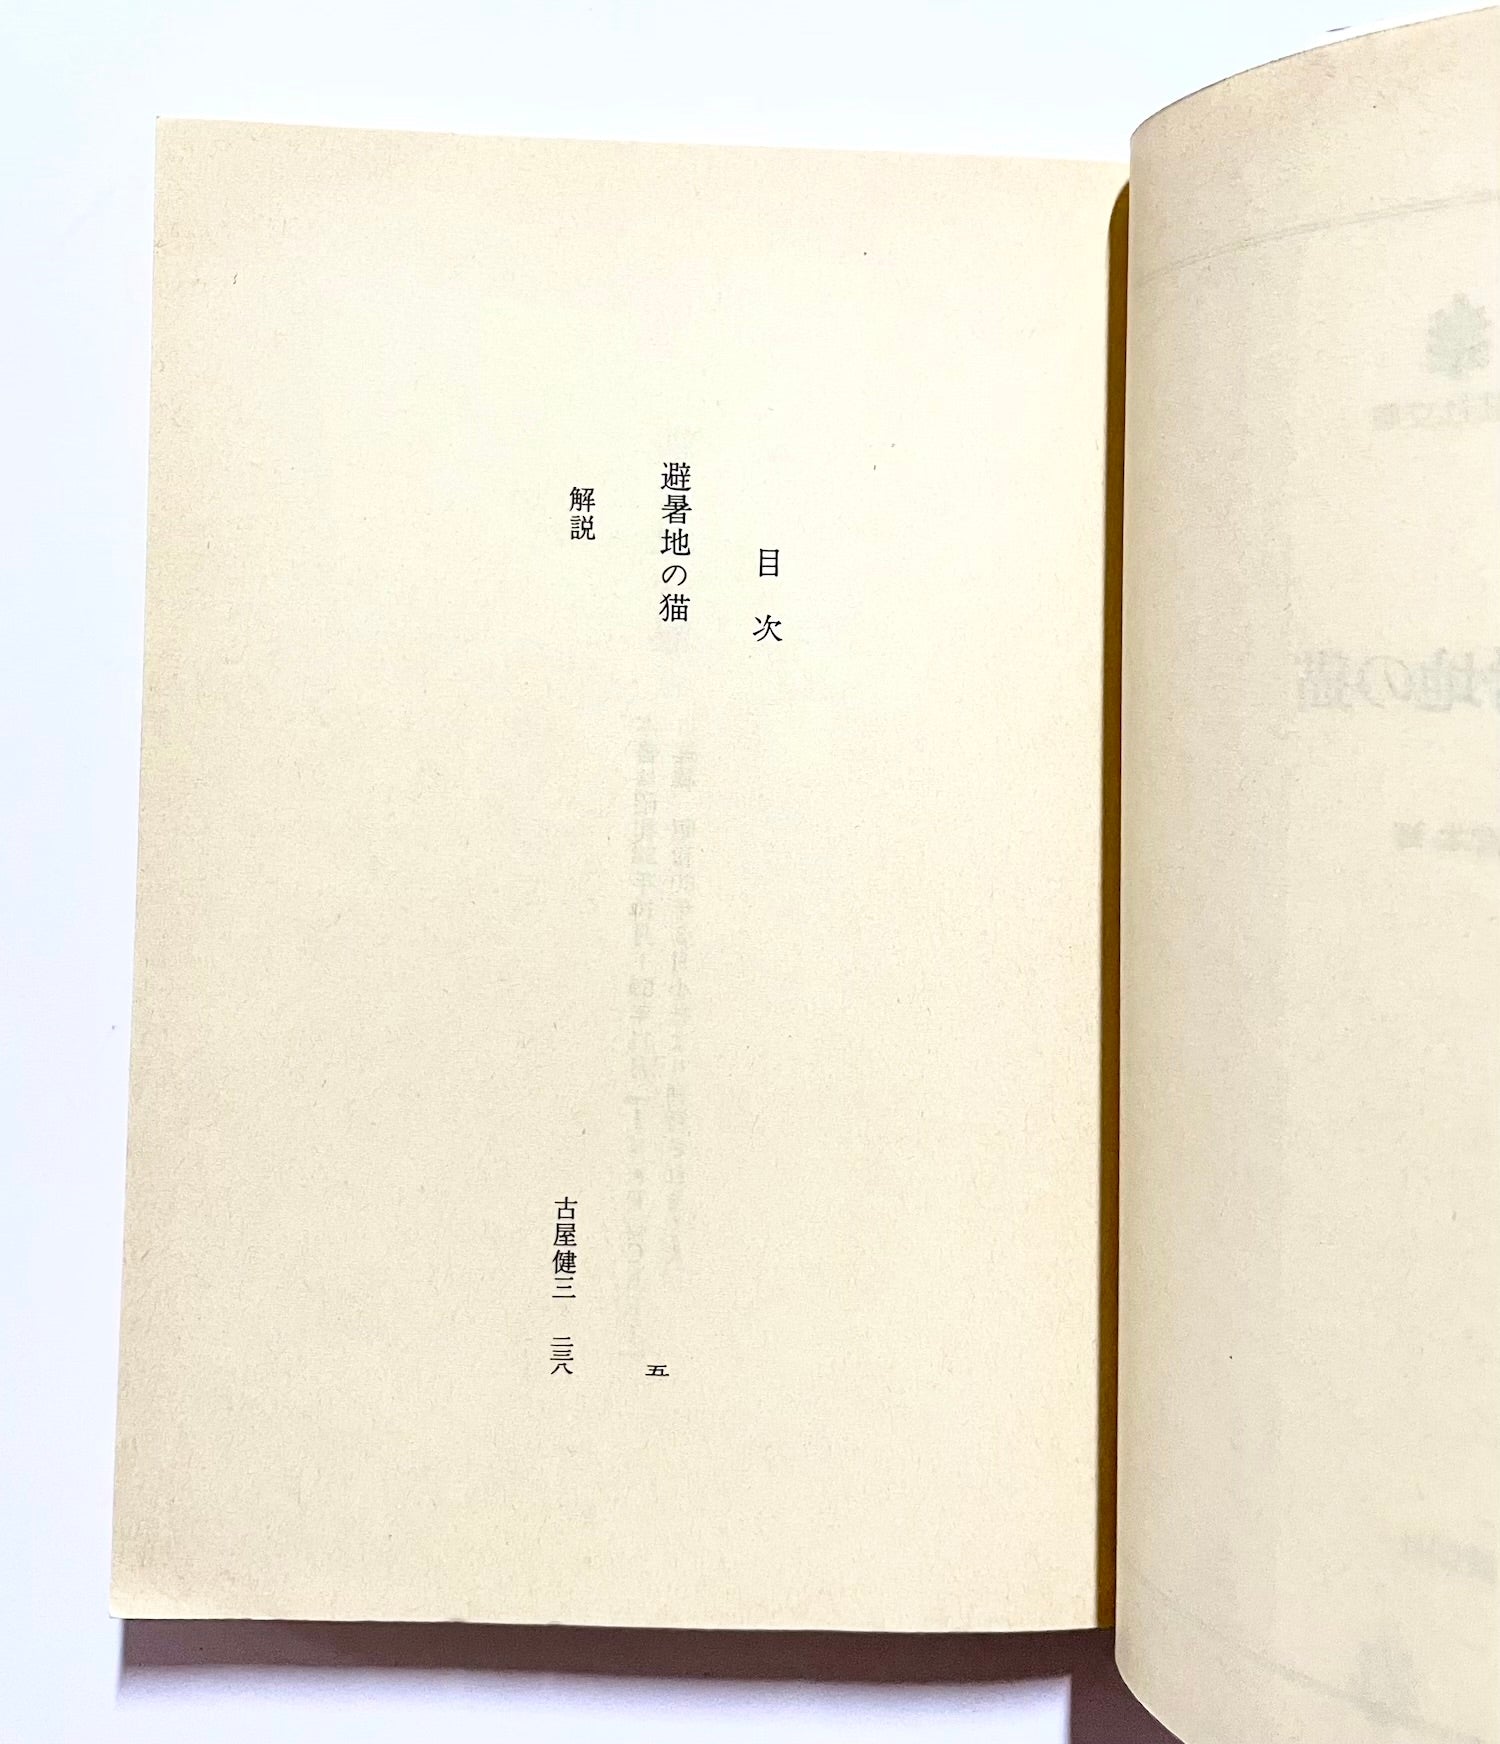 目次
避暑地の猫 五
解説 古屋健三 二三八